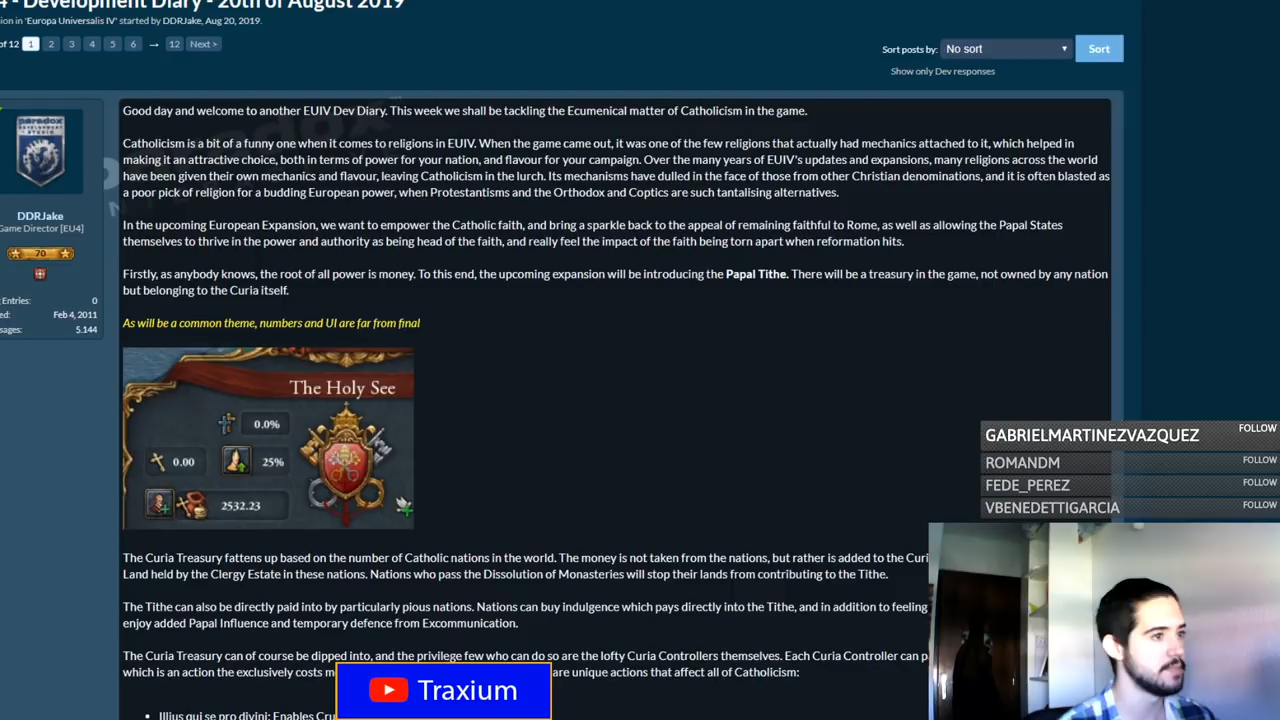 4 - Development Diary - 20th of August 2019
ion in 'Europa Universalis IV' started by DDRJake, Aug 20, 2019.
of 12 1 2 3 4 5 6 → 12 Next >
Sort posts by: No sort Sort
Show only Dev responses
paradox
DEVELOPMENT
STUDIO
DDRJake
Game Director [EU4]
70
Entries: 0
ed: Feb 4, 2011
sages: 5.144
Good day and welcome to another EUIV Dev Diary. This week we shall be tackling the Ecumenical matter of Catholicism in the game.
Catholicism is a bit of a funny one when it comes to religions in EUIV. When the game came out, it was one of the few religions that actually had mechanics attached to it, which helped in
making it an attractive choice, both in terms of power for your nation, and flavour for your campaign. Over the many years of EUIV's updates and expansions, many religions across the world
have been given their own mechanics and flavour, leaving Catholicism in the lurch. Its mechanisms have dulled in the face of those from other Christian denominations, and it is often blasted as
a poor pick of religion for a budding European power, when Protestantisms and the Orthodox and Coptics are such tantalising alternatives.
In the upcoming European Expansion, we want to empower the Catholic faith, and bring a sparkle back to the appeal of remaining faithful to Rome, as well as allowing the Papal States
themselves to thrive in the power and authority as being head of the faith, and really feel the impact of the faith being torn apart when reformation hits.
Firstly, as anybody knows, the root of all power is money. To this end, the upcoming expansion will be introducing the Papal Tithe. There will be a treasury in the game, not owned by any nation
but belonging to the Curia itself.
As will be a common theme, numbers and UI are far from final
The Holy See
0.0%
0.00 25%
2532.23
The Curia Treasury fattens up based on the number of Catholic nations in the world. The money is not taken from the nations, but rather is added to the Curi
Land held by the Clergy Estate in these nations. Nations who pass the Dissolution of Monasteries will stop their lands from contributing to the Tithe.
The Tithe can also be directly paid into by particularly pious nations. Nations can buy indulgence which pays directly into the Tithe, and in addition to feeling
enjoy added Papal Influence and temporary defence from Excommunication.
The Curia Treasury can of course be dipped into, and the privilege few who can do so are the lofty Curia Controllers themselves. Each Curia Controller can p
which is an action the exclusively costs m are unique actions that affect all of Catholicism:
Illius qui se pro divini: Enables Cru
GABRIELMARTINEZVAZQUEZ FOLLOW
ROMANDM FOLLOW
FEDE_PEREZ FOLLOW
VBENEDETTIGARCIA FOLLOW
Traxium